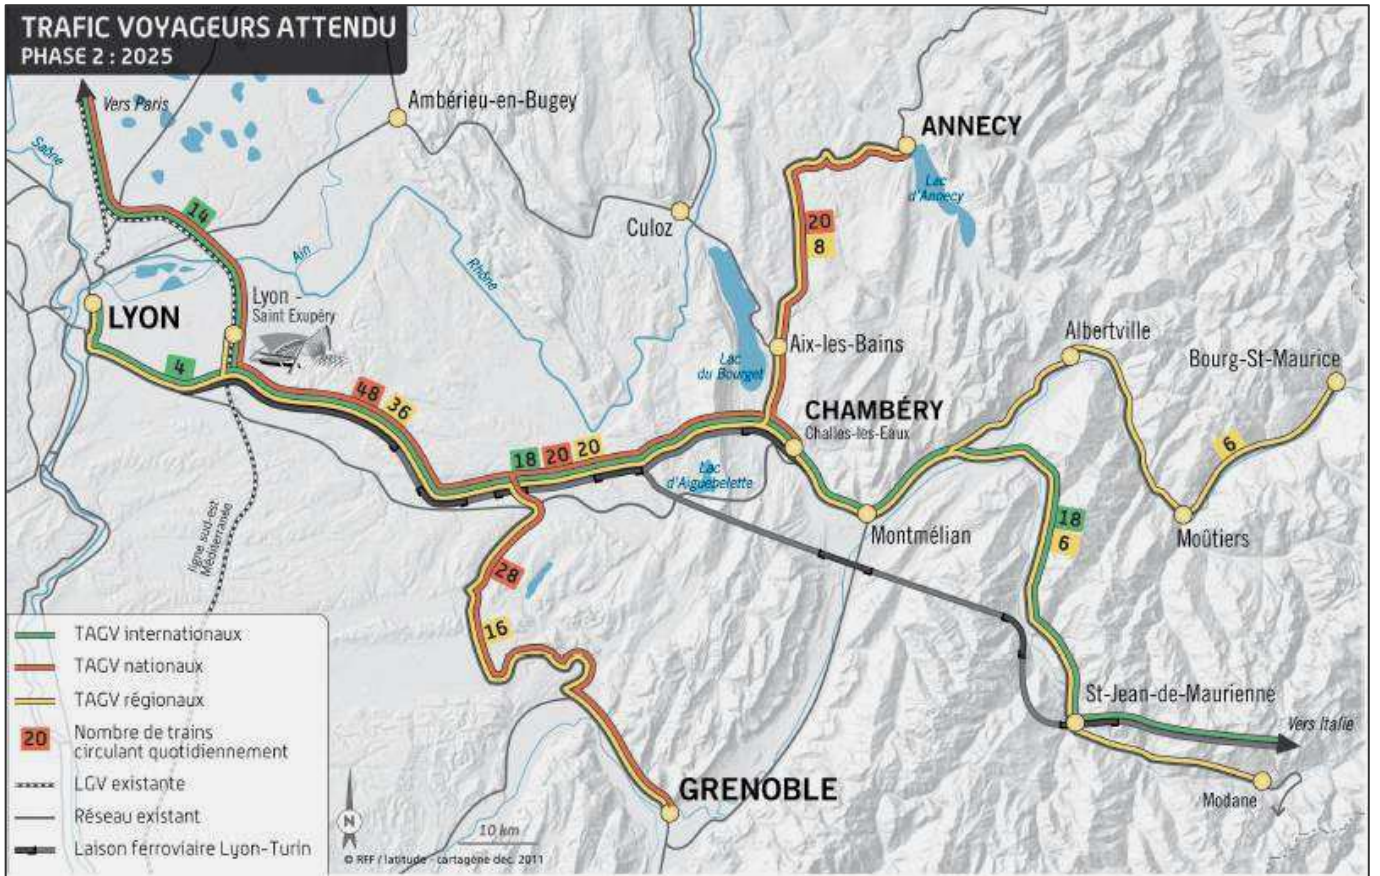 TRAFIC VOYAGEURS ATTENDU
PHASE 2 : 2025
Vers Paris
Ambérieu-en-Bugey
ANNECY
Saône
Lac
d'Annecy
14
Culoz
20
8
Ain
Rhône
Lyon -
Saint Exupéry
LYON
Albertville
Aix-les-Bains
Bourg-St-Maurice
Lac
du Bourget
4
48
36
CHAMBÉRY
Challes-les-Eaux
6
18
20
20
Lac
d'Aiguebelette
ligne sud-est
Méditerranée
Montmélian
18
6
Moûtiers
28
16
TAGV internationaux
TAGV nationaux
TAGV régionaux
20
Nombre de trains
circulant quotidiennement
LGV existante
Réseau existant
Laison ferroviaire Lyon-Turin
St-Jean-de-Maurienne
Vers Italie
Modane
GRENOBLE
N
10 km
© RFF / latitude - cartagène dec. 2011